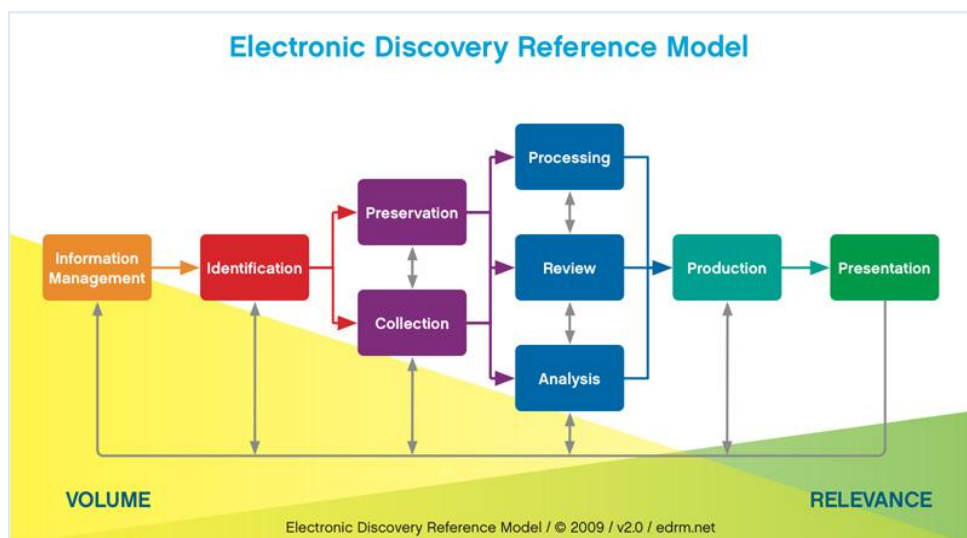 Electronic Discovery Reference Model
Processing
Preservation
Information
Management
Identification
Review
Production
Presentation
Collection
Analysis
VOLUME
RELEVANCE
Electronic Discovery Reference Model / © 2009 / v2.0 / edrm.net